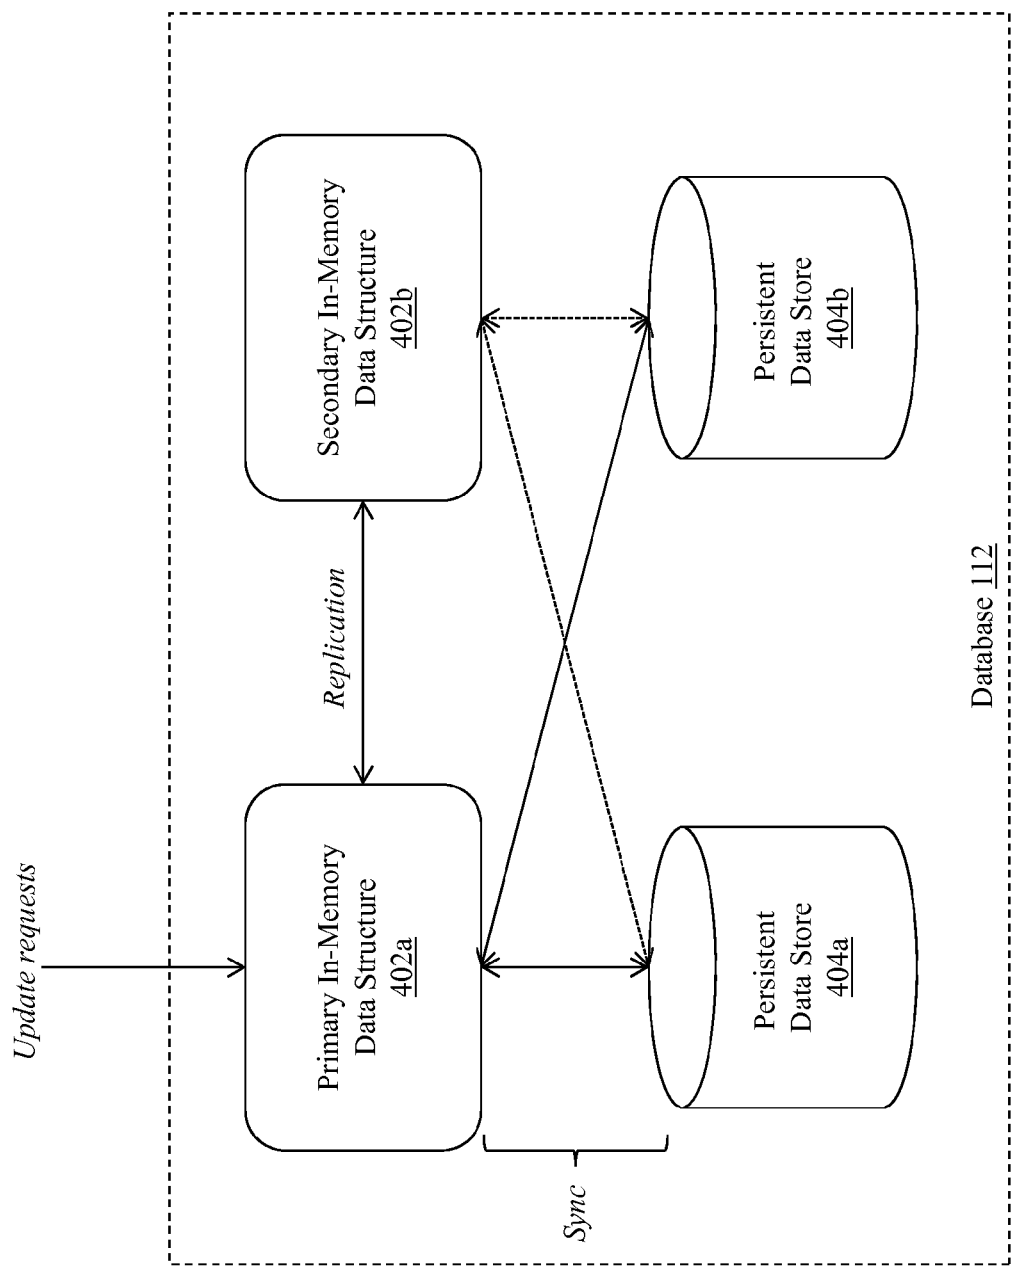 Update requests
Primary In-Memory
Data Structure
402a
Replication
Secondary In-Memory
Data Structure
402b
Sync
Persistent
Data Store
404a
Persistent
Data Store
404b
Database 112